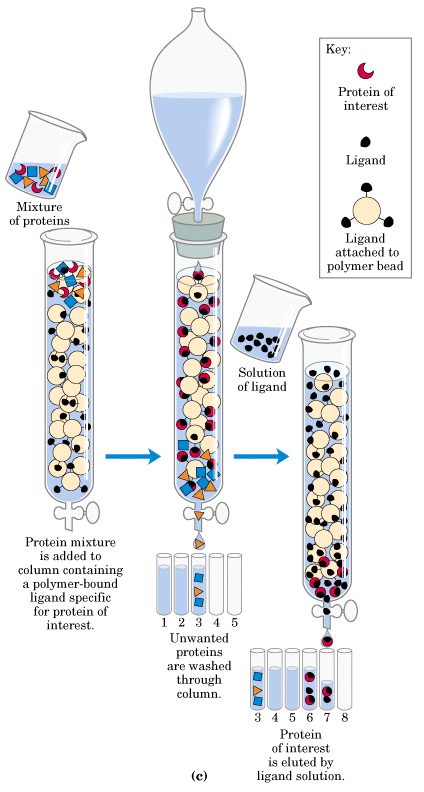 Key:
Protein of
interest
Ligand
Ligand
attached to
polymer bead
Mixture
of proteins
Solution
of ligand
Protein mixture
is added to
column containing
a polymer-bound
ligand specific
for protein of
interest.
1 2 3 4 5
Unwanted
proteins
are washed
through
column.
3 4 5 6 7 8
Protein
of interest
is eluted by
ligand solution.
(c)